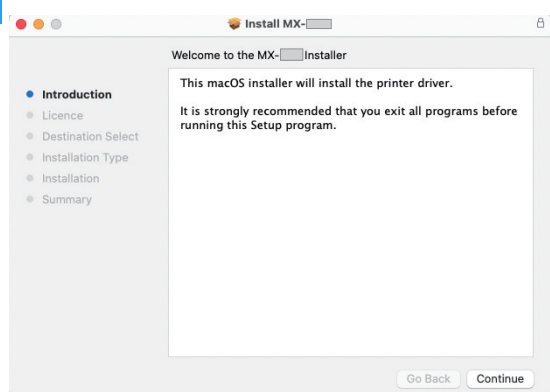 Install MX-
Welcome to the MX- Installer
Introduction
Licence
Destination Select
Installation Type
Installation
Summary
This macOS installer will install the printer driver.
It is strongly recommended that you exit all programs before
running this Setup program.
Go Back
Continue